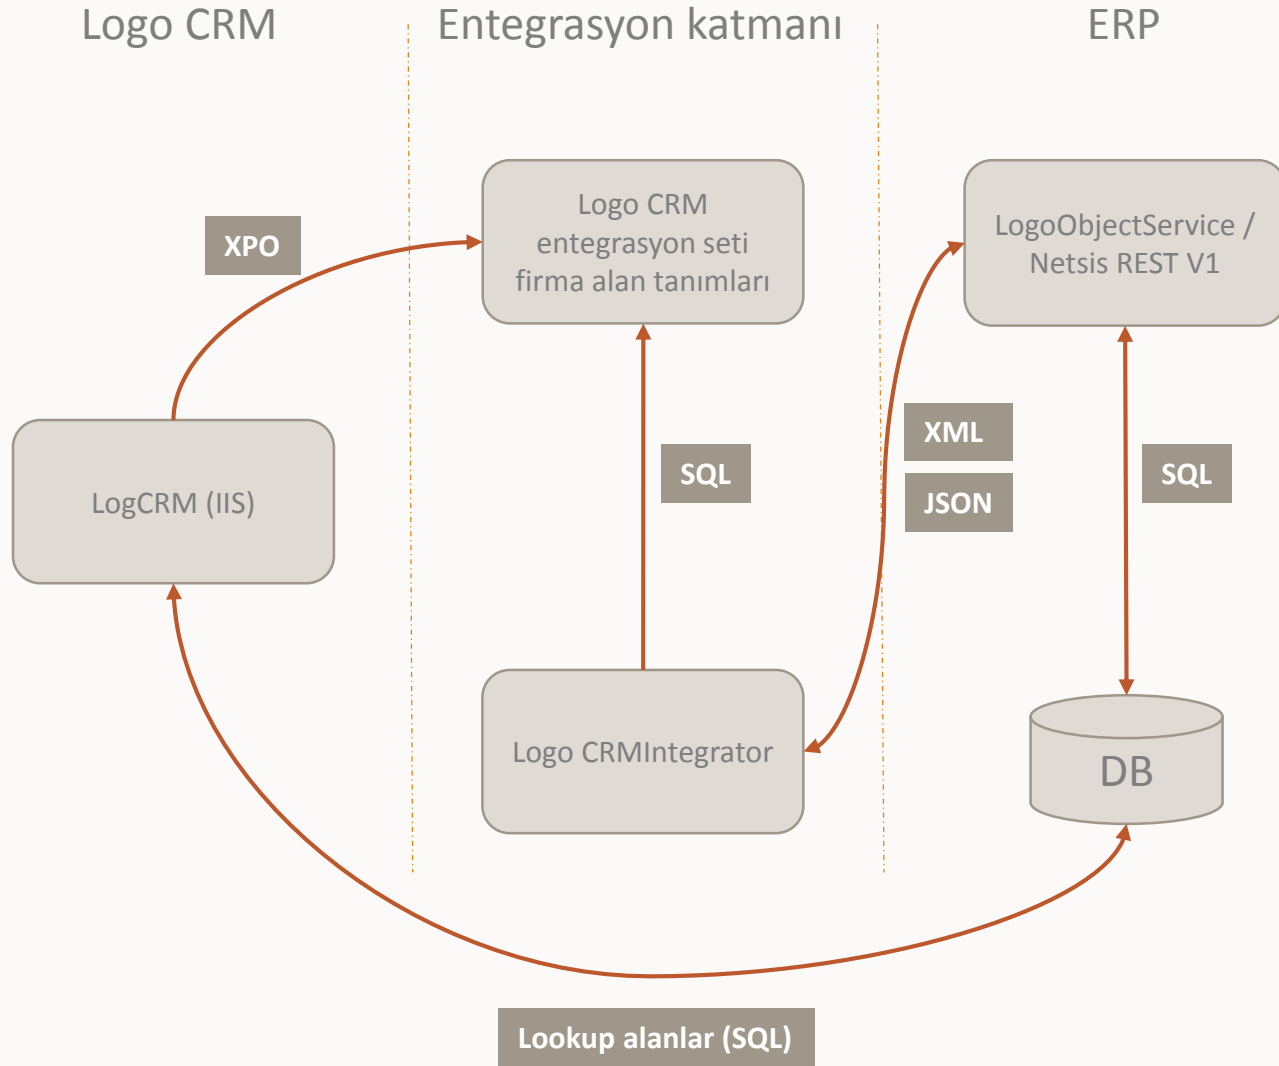 Logo CRM
Entegrasyon katmanı
ERP
Logo CRM
entegrasyon seti
firma alan tanımları
LogoObjectService /
Netsis REST V1
XPO
XML
SQL
SQL
JSON
LogCRM (IIS)
Logo CRMIntegrator
DB
Lookup alanlar (SQL)